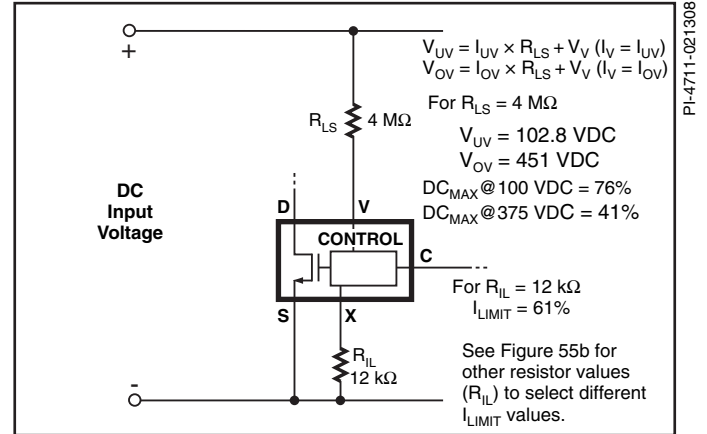 PI-4711-021308
+
V_UV = I_UV × R_LS + V_V (I_V = I_UV)
V_OV = I_OV × R_LS + V_V (I_V = I_OV)
For R_LS = 4 MΩ
R_LS 4 MΩ
V_UV = 102.8 VDC
V_OV = 451 VDC
DC_MAX@100 VDC = 76%
DC_MAX@375 VDC = 41%
DC
Input
Voltage
D
V
CONTROL
C
For R_IL = 12 kΩ
I_LIMIT = 61%
S
X
R_IL
12 kΩ
See Figure 55b for
other resistor values
(R_IL) to select different
I_LIMIT values.
-